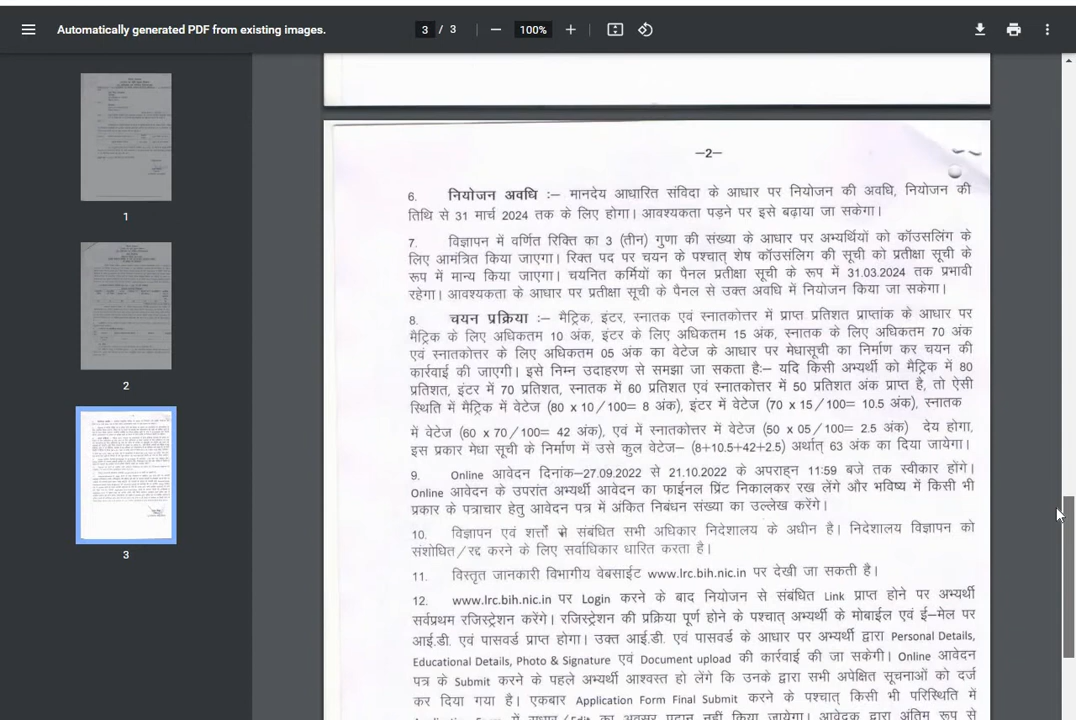 Automatically generated PDF from existing images.
3 / 3
100%
1
2
3
—2—
6. नियोजन अवधि :– मानदेय आधारित संविदा के आधार पर नियोजन की अवधि, नियोजन की
तिथि से 31 मार्च 2024 तक के लिए होगा। आवश्यकता पड़ने पर इसे बढ़ाया जा सकेगा।
7. विज्ञापन में वर्णित रिक्ति का 3 (तीन) गुणा की संख्या के आधार पर अभ्यर्थियों को कॉउसलिंग के
लिए आमंत्रित किया जाएगा। रिक्त पद पर चयन के पश्चात् शेष कॉउसंलिग की सूची को प्रतीक्षा सूची के
रूप में मान्य किया जाएगा। चयनित कर्मियों का पैनल प्रतीक्षा सूची के रूप में 31.03.2024 तक प्रभावी
रहेगा। आवश्यकता के आधार पर प्रतीक्षा सूची के पैनल से उक्त अवधि में नियोजन किया जा सकेगा।
8. चयन प्रक्रिया :– मैट्रिक, इंटर, स्नातक एवं स्नातकोत्तर में प्राप्त प्रतिशत प्राप्तांक के आधार पर
मैट्रिक के लिए अधिकतम 10 अंक, इंटर के लिए अधिकतम 15 अंक, स्नातक के लिए अधिकतम 70 अंक
एवं स्नातकोत्तर के लिए अधिकतम 05 अंक का वेटेज के आधार पर मेधासूची का निर्माण कर चयन की
कार्रवाई की जाएगी। इसे निम्न उदाहरण से समझा जा सकता है:– यदि किसी अभ्यर्थी को मैट्रिक में 80
प्रतिशत, इंटर में 70 प्रतिशत, स्नातक में 60 प्रतिशत एवं स्नातकोत्तर में 50 प्रतिशत अंक प्राप्त है, तो ऐसी
स्थिति में मैट्रिक में वेटेज (80 x 10/100= 8 अंक), इंटर में वेटेज (70 x 15/100= 10.5 अंक), स्नातक
में वेटेज (60 x 70/100= 42 अंक), एवं में स्नातकोत्तर में वेटेज (50 x 05/100= 2.5 अंक) देय होगा,
इस प्रकार मेधा सूची के निर्माण में उसे कुल वेटेज– (8+10.5+42+2.5) अर्थात् 63 अंक का दिया जायेगा।
9. Online आवेदन दिनांक–27.09.2022 से 21.10.2022 के अपराहन 11:59 बजे तक स्वीकार होंगे।
Online आवेदन के उपरांत अभ्यर्थी आवेदन का फाईनल प्रिंट निकालकर रख लेंगे और भविष्य में किसी भी
प्रकार के पत्राचार हेतु आवेदन पत्र में अंकित निबंधन संख्या का उल्लेख करेंगे।
10. विज्ञापन एवं शर्त्तो से संबंधित सभी अधिकार निदेशालय के अधीन है। निदेशालय विज्ञापन को
संशोधित/रद्द करने के लिए सर्वाधिकार धारित करता है।
11. विस्तृत जानकारी विभागीय वेबसाईट www.lrc.bih.nic.in पर देखी जा सकती है।
12. www.lrc.bih.nic.in पर Login करने के बाद नियोजन से संबंधित Link प्राप्त होने पर अभ्यर्थी
सर्वप्रथम रजिस्ट्रेशन करेंगे। रजिस्ट्रेशन की प्रक्रिया पूर्ण होने के पश्चात् अभ्यर्थी के मोबाईल एवं ई–मेल पर
आई.डी. एवं पासवर्ड प्राप्त होगा। उक्त आई.डी. एवं पासवर्ड के आधार पर अभ्यर्थी द्वारा Personal Details,
Educational Details, Photo & Signature एवं Document upload की कार्रवाई की जा सकेगी। Online आवेदन
पत्र के Submit करने के पहले अभ्यर्थी आश्वस्त हो लेंगे कि उनके द्वारा सभी अपेक्षित सूचनाओं को दर्ज
कर दिया गया है। एकबार Application Form Final Submit करने के पश्चात् किसी भी परिस्थिति में
Application Form में सुधार/Edit का अवसर प्रदान नहीं किया जायेगा। आवेदक द्वारा अंतिम रूप से